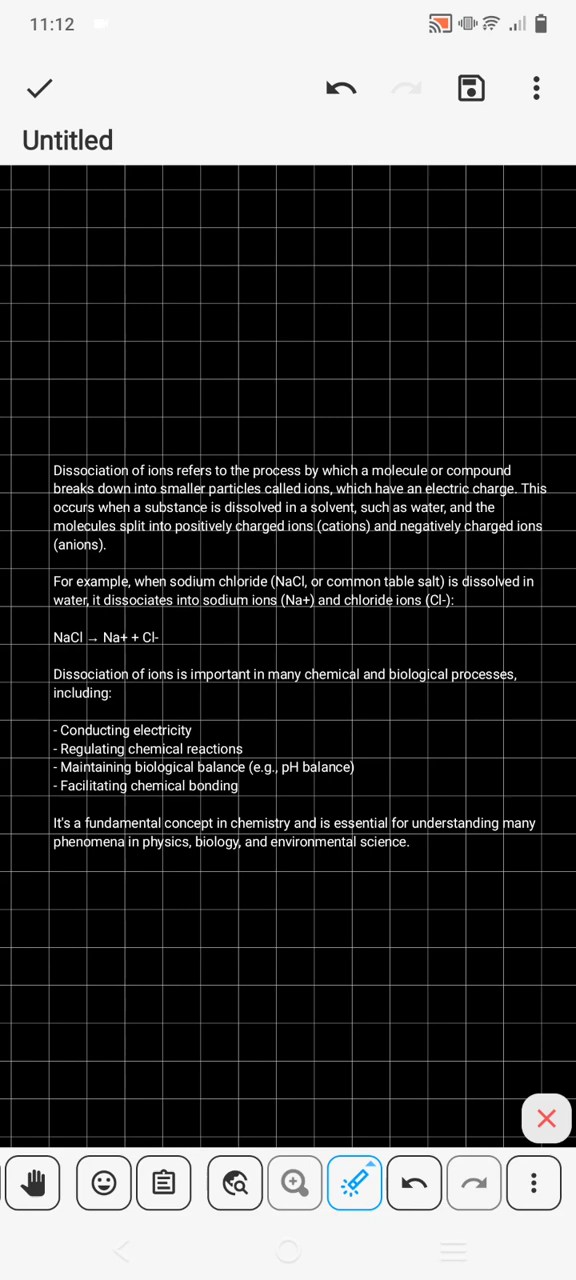 11:12
Untitled
Dissociation of ions refers to the process by which a molecule or compound
breaks down into smaller particles called ions, which have an electric charge. This
occurs when a substance is dissolved in a solvent, such as water, and the
molecules split into positively charged ions (cations) and negatively charged ions
(anions).
For example, when sodium chloride (NaCl, or common table salt) is dissolved in
water, it dissociates into sodium ions (Na+) and chloride ions (Cl-):
NaCl → Na+ + Cl-
Dissociation of ions is important in many chemical and biological processes,
including:
- Conducting electricity
- Regulating chemical reactions
- Maintaining biological balance (e.g., pH balance)
- Facilitating chemical bonding
It's a fundamental concept in chemistry and is essential for understanding many
phenomena in physics, biology, and environmental science.